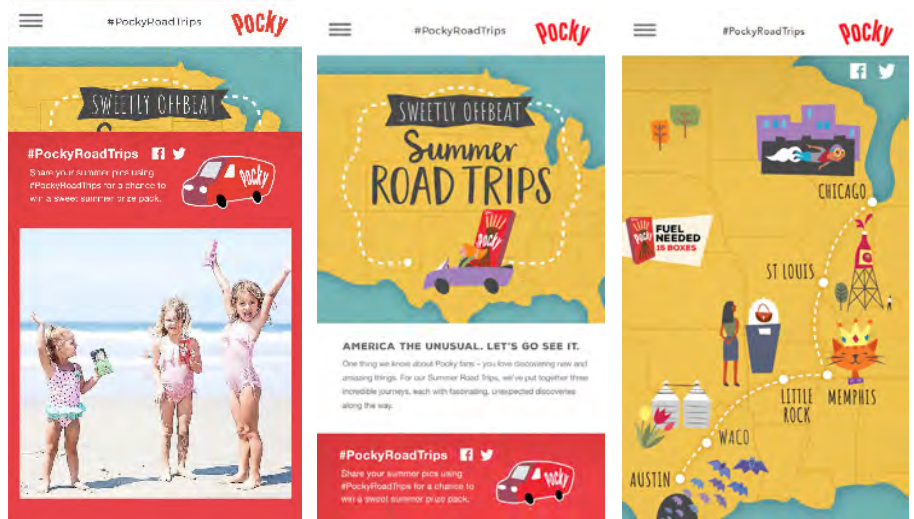 #PockyRoadTrips
Pocky
SWEETLY OFFBEAT
#PockyRoadTrips
Share your summer pics using
#PockyRoadTrips for a chance to
win a sweet summer prize pack.
Pocky
#PockyRoadTrips
Pocky
SWEETLY OFFBEAT
Summer
ROAD TRIPS
Pocky
AMERICA THE UNUSUAL. LET'S GO SEE IT.
One thing we know about Pocky fans – you love discovering new and
amazing things. For our Summer Road Trips, we've put together three
incredible journeys, each with fascinating, unexpected discoveries
along the way.
#PockyRoadTrips
Share your summer pics using
#PockyRoadTrips for a chance to
win a sweet summer prize pack.
Pocky
#PockyRoadTrips
Pocky
CHICAGO
Pocky
FUEL
NEEDED
15 BOXES
ST LOUIS
LITTLE
ROCK
MEMPHIS
WACO
AUSTIN